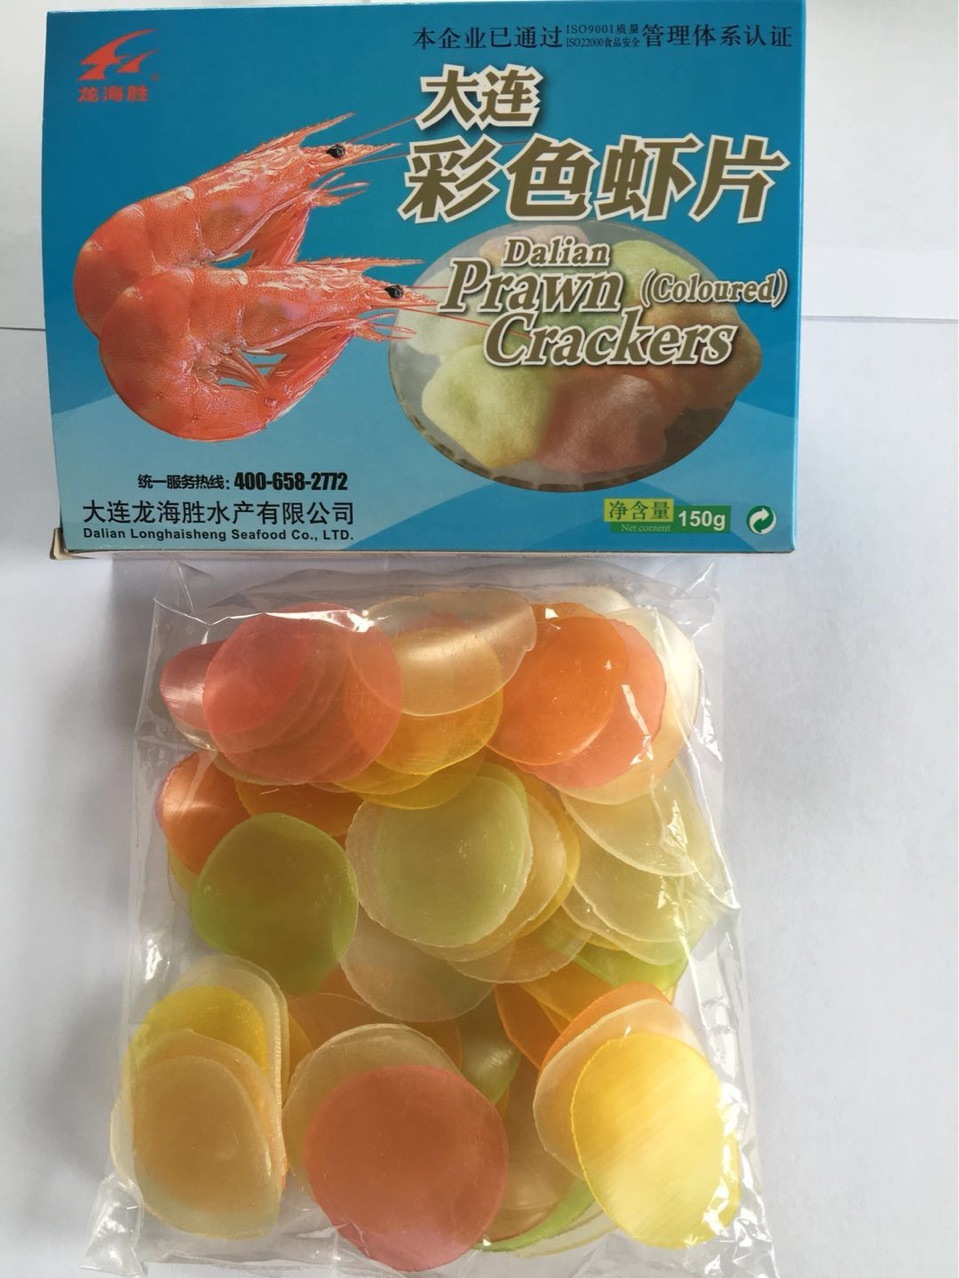 本企业已通过ISO9001质量ISO22000食品安全管理体系认证
龙海胜
大连
彩色虾片
Dalian
Prawn (Coloured)
Crackers
统一服务热线:400-658-2772
大连龙海胜水产有限公司
Dalian Longhaisheng Seafood Co., LTD.
净含量 150g
Net content